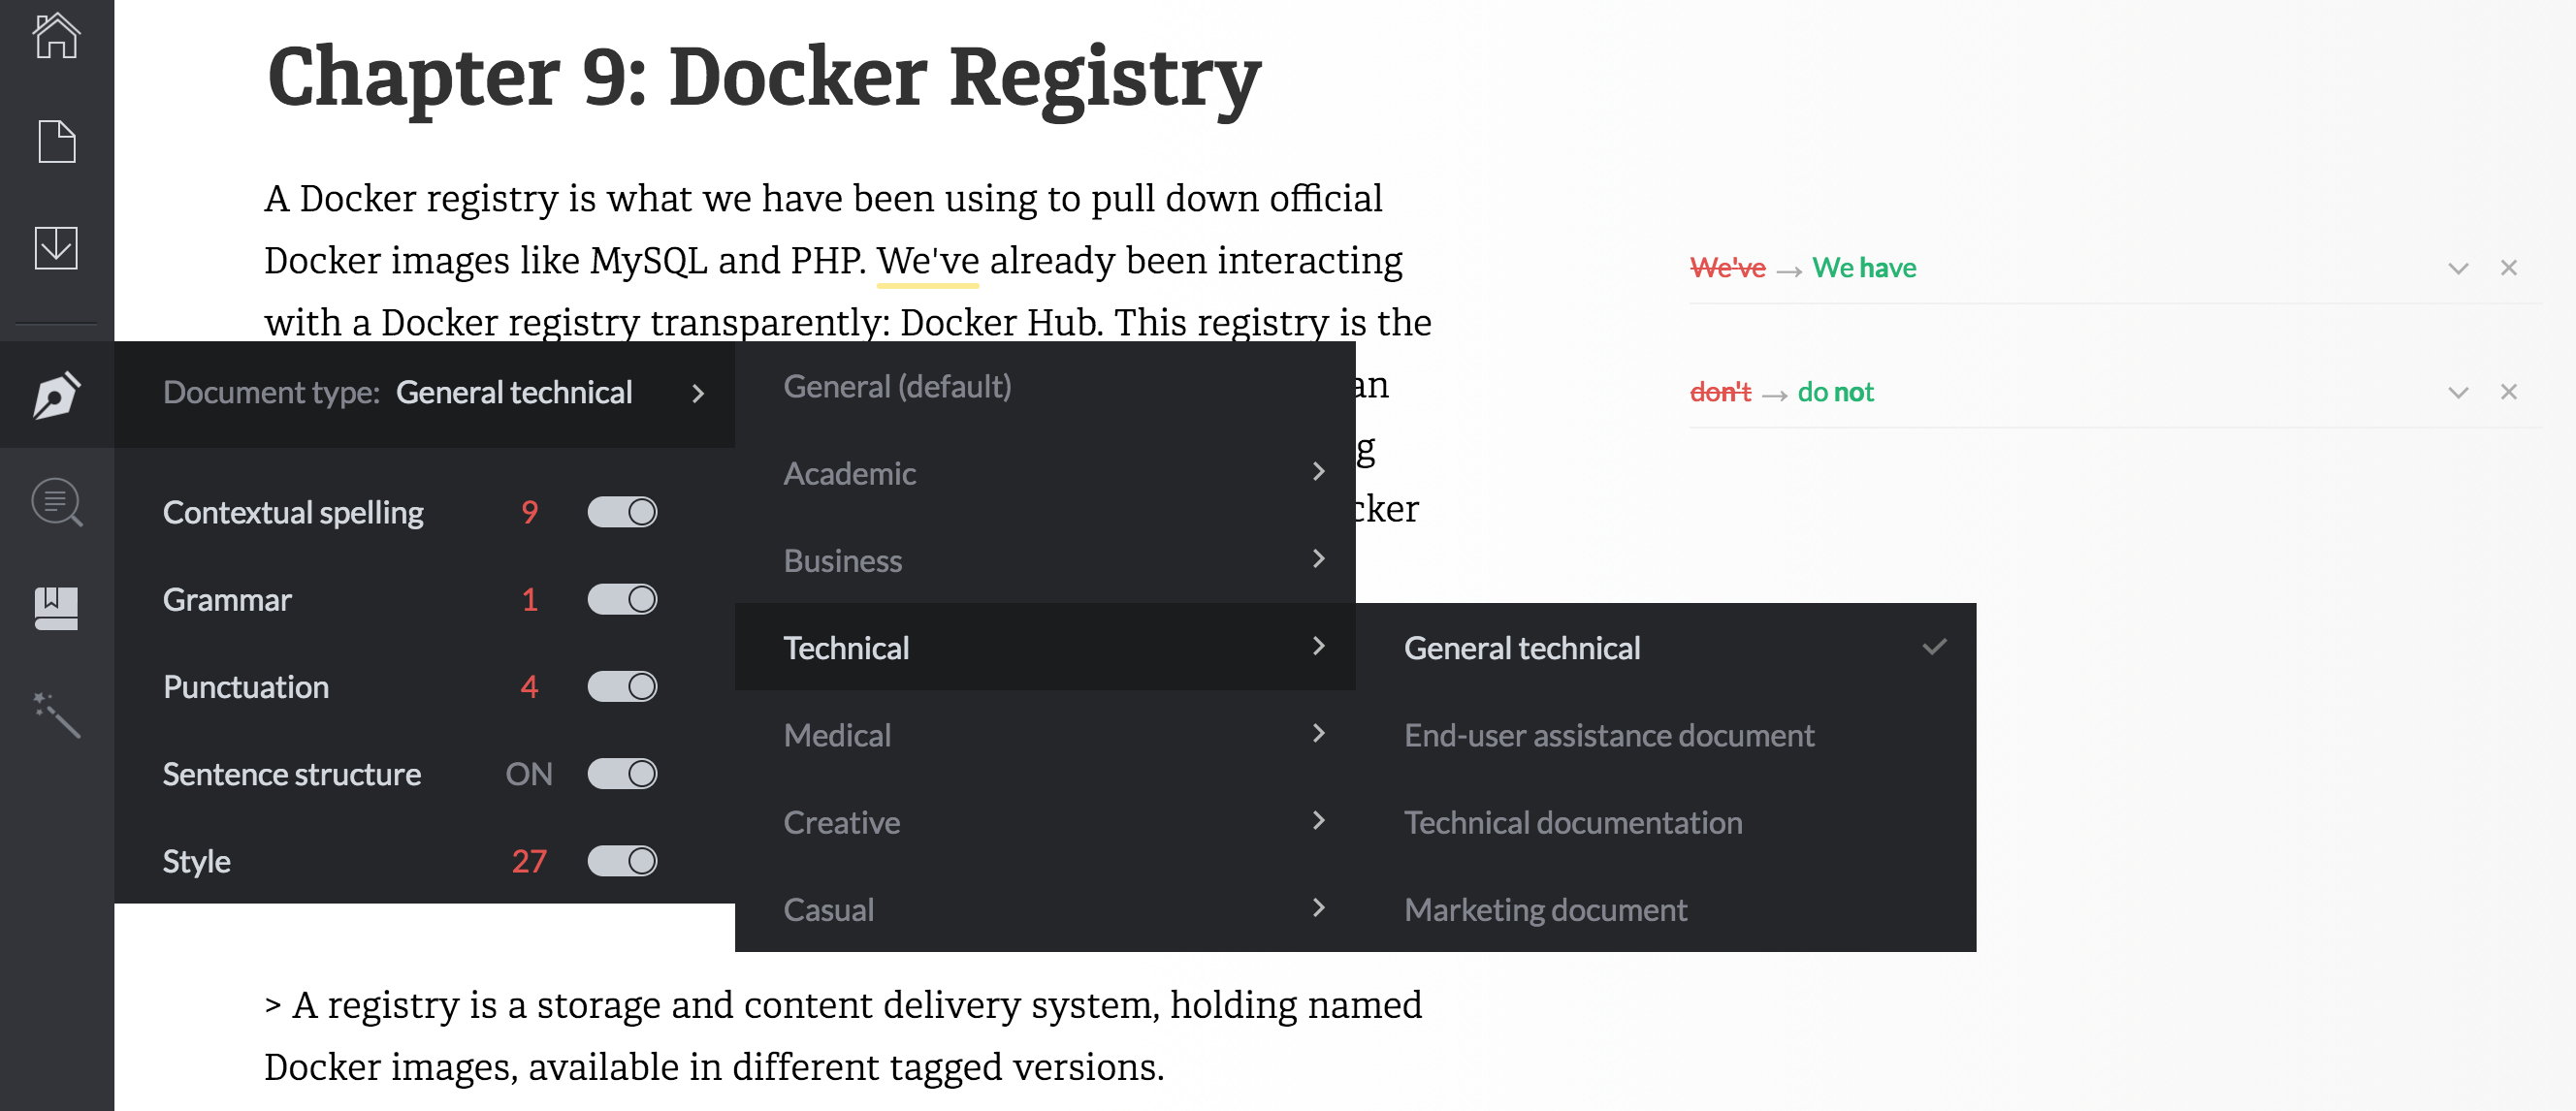 Chapter 9: Docker Registry
A Docker registry is what we have been using to pull down official
Docker images like MySQL and PHP. We've already been interacting
with a Docker registry transparently: Docker Hub. This registry is the
an
g
cker
We've → We have
don't → do not
Document type: General technical
Contextual spelling 9
Grammar 1
Punctuation 4
Sentence structure ON
Style 27
General (default)
Academic
Business
Technical
Medical
Creative
Casual
General technical
End-user assistance document
Technical documentation
Marketing document
> A registry is a storage and content delivery system, holding named
Docker images, available in different tagged versions.